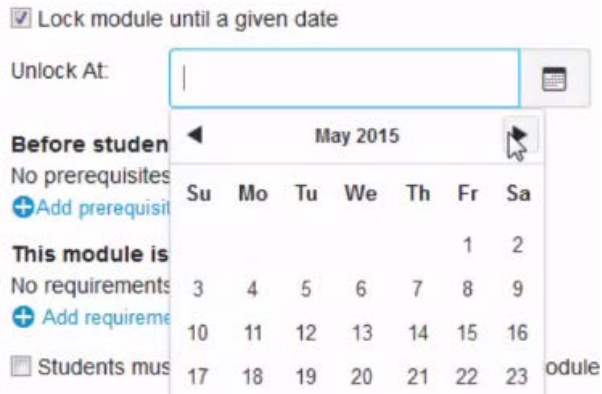 Lock module until a given date
Unlock At:
May 2015
Before studen
No prerequisites
Add prerequisit
Su Mo Tu We Th Fr Sa
1 2
This module is
No requirements
3 4 5 6 7 8 9
Add requireme
10 11 12 13 14 15 16
Students mus
odule
17 18 19 20 21 22 23